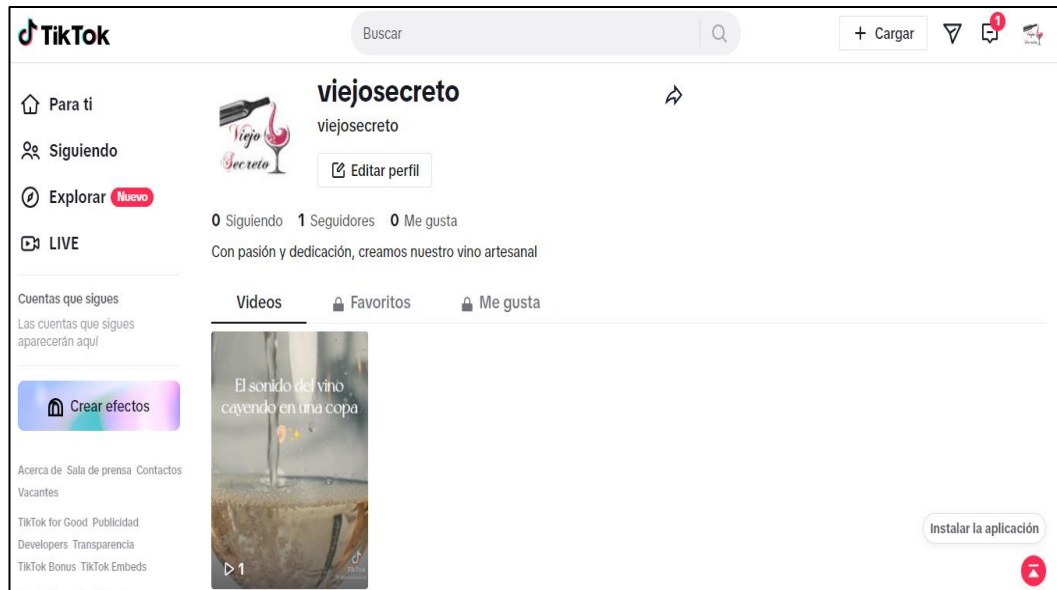 TikTok
Buscar
+ Cargar
1
Para ti
Siguiendo
Explorar Nuevo
LIVE
Cuentas que sigues
Las cuentas que sigues
aparecerán aquí
Crear efectos
Acerca de Sala de prensa Contactos
Vacantes
TikTok for Good Publicidad
Developers Transparencia
TikTok Bonus TikTok Embeds
Viejo
Secreto
viejosecreto
viejosecreto
Editar perfil
0 Siguiendo 1 Seguidores 0 Me gusta
Con pasión y dedicación, creamos nuestro vino artesanal
Videos Favoritos Me gusta
El sonido del vino
cayendo en una copa
1
TikTok
Instalar la aplicación